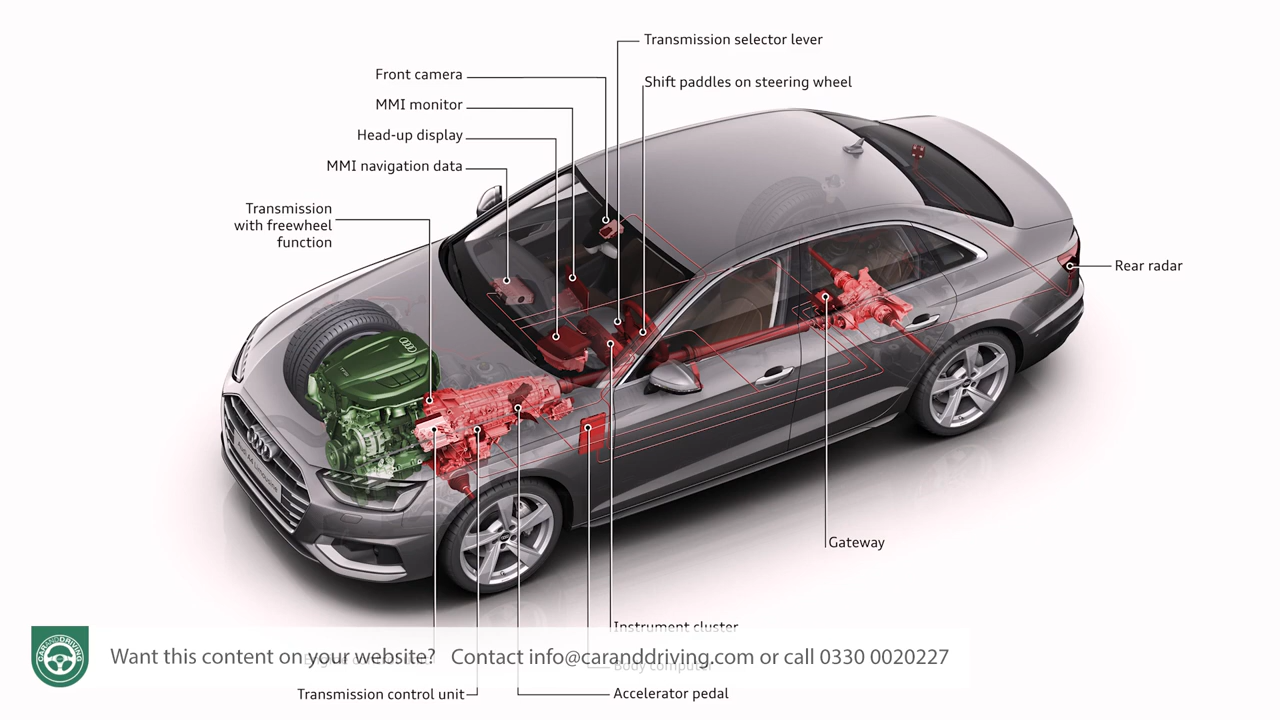 Transmission selector lever
Front camera
Shift paddles on steering wheel
MMI monitor
Head-up display
MMI navigation data
Transmission
with freewheel
function
Rear radar
Gateway
Instrument cluster
Body computer
Want this content on your website? Contact info@caranddriving.com or call 0330 0020227
CARANDDRIVING
Transmission control unit
Accelerator pedal